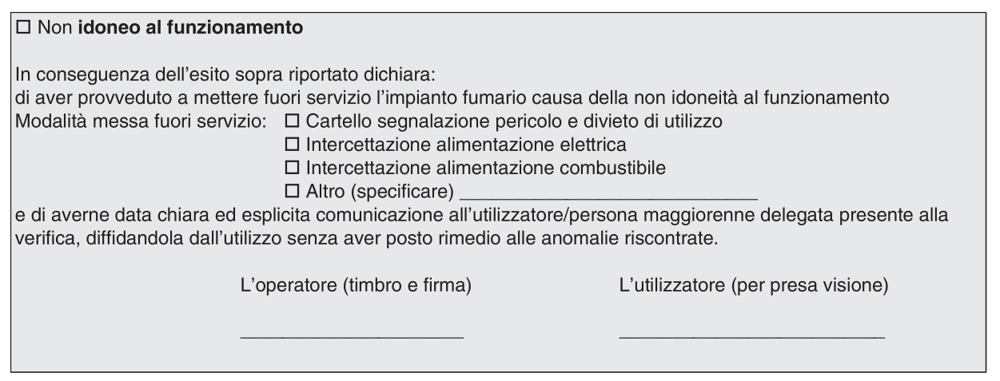 ☐ Non idoneo al funzionamento
In conseguenza dell'esito sopra riportato dichiara:
di aver provveduto a mettere fuori servizio l'impianto fumario causa della non idoneità al funzionamento
Modalità messa fuori servizio: ☐ Cartello segnalazione pericolo e divieto di utilizzo
☐ Intercettazione alimentazione elettrica
☐ Intercettazione alimentazione combustibile
☐ Altro (specificare) ____________________________
e di averne data chiara ed esplicita comunicazione all'utilizzatore/persona maggiorenne delegata presente alla
verifica, diffidandola dall'utilizzo senza aver posto rimedio alle anomalie riscontrate.
L'operatore (timbro e firma) L'utilizzatore (per presa visione)
_____________________ _________________________